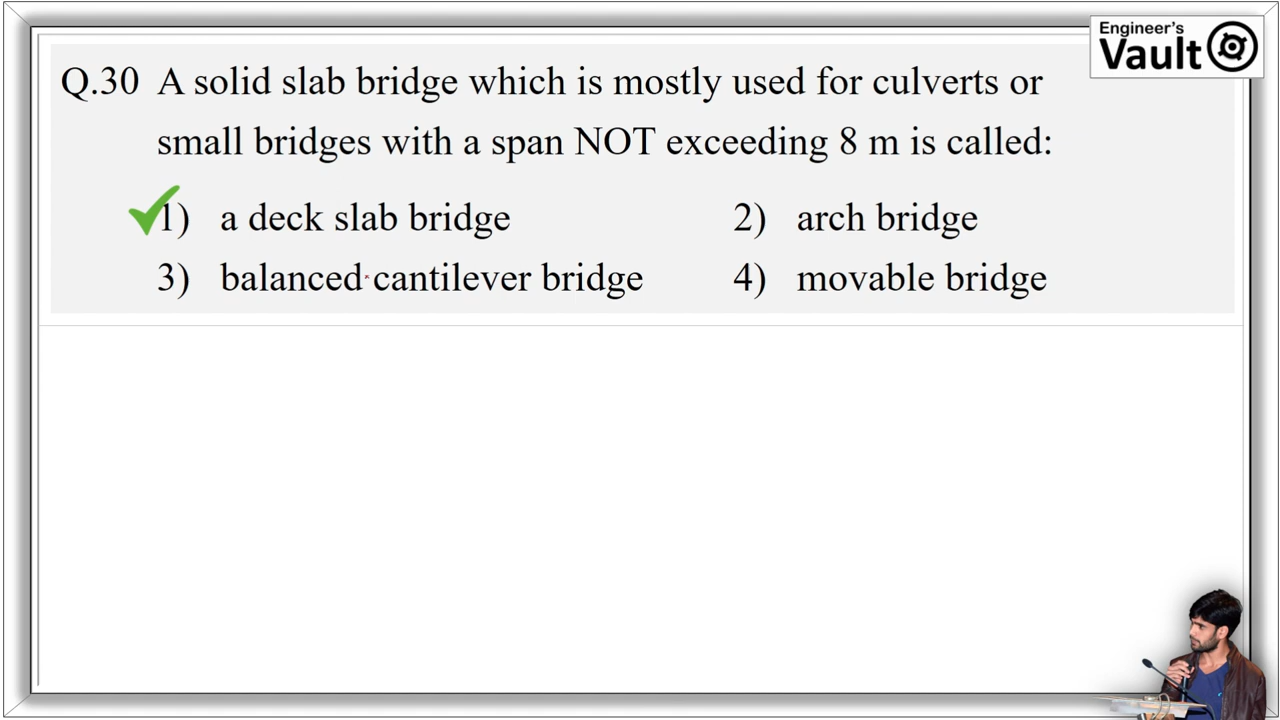 Engineer's
Vault
Q.30 A solid slab bridge which is mostly used for culverts or
small bridges with a span NOT exceeding 8 m is called:
1) a deck slab bridge 2) arch bridge
3) balanced cantilever bridge 4) movable bridge